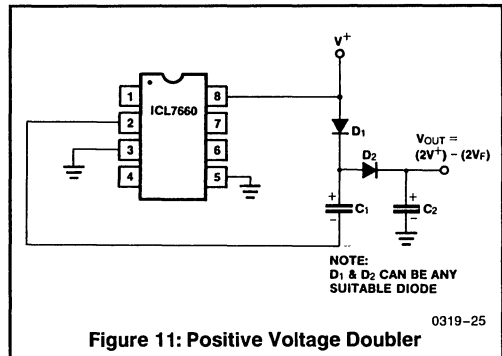 V+
1 8
ICL7660
2 7
3 6
4 5
D1
D2
VOUT =
(2V+) – (2VF)
+
C1
–
+
C2
–
NOTE:
D1 & D2 CAN BE ANY
SUITABLE DIODE
0319–25
Figure 11: Positive Voltage Doubler